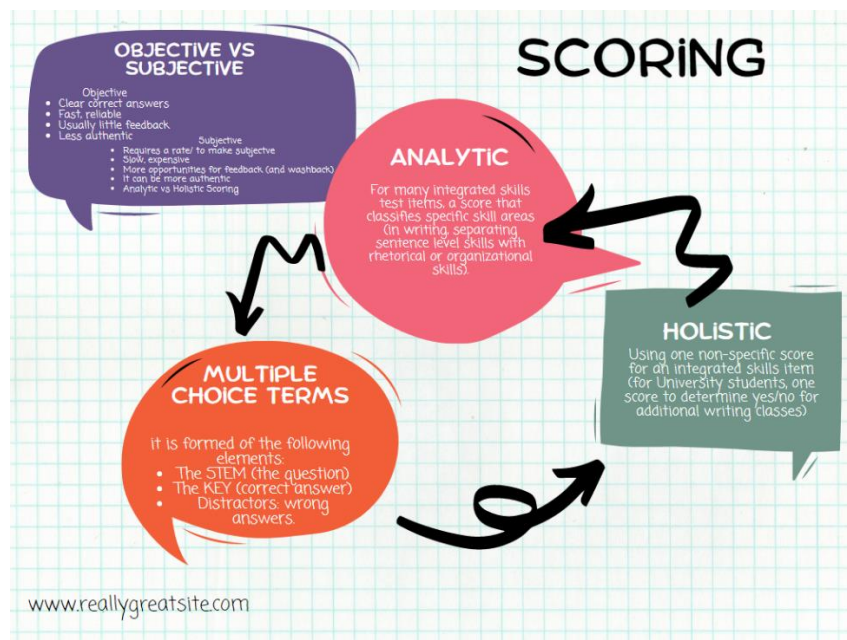 SCORiNG
OBJECTIVE VS
SUBJECTIVE
Objective
• Clear correct answers
• Fast, reliable
• Usually little feedback
• Less authentic
Subjective
• Requires a rate/ to make subjectve
• Slow, expensive
• More opportunities for feedback (and washback)
• It can be more authentic
• Analytic vs Holistic Scoring
ANALYTiC
For many integrated skills
test items, a score that
classifies specific skill areas
(in writing, separating
sentence level skills with
rhetorical or organizational
skills).
HOLiSTiC
Using one non-specific score
for an integrated skills item
(for University students, one
score to determine yes/no for
additional writing classes)
MULTIPLE
CHOICE TERMS
it is formed of the following
elements:
• The STEM (the question)
• The KEY (correct answer)
• Distractors: wrong
answers.
www.reallygreatsite.com